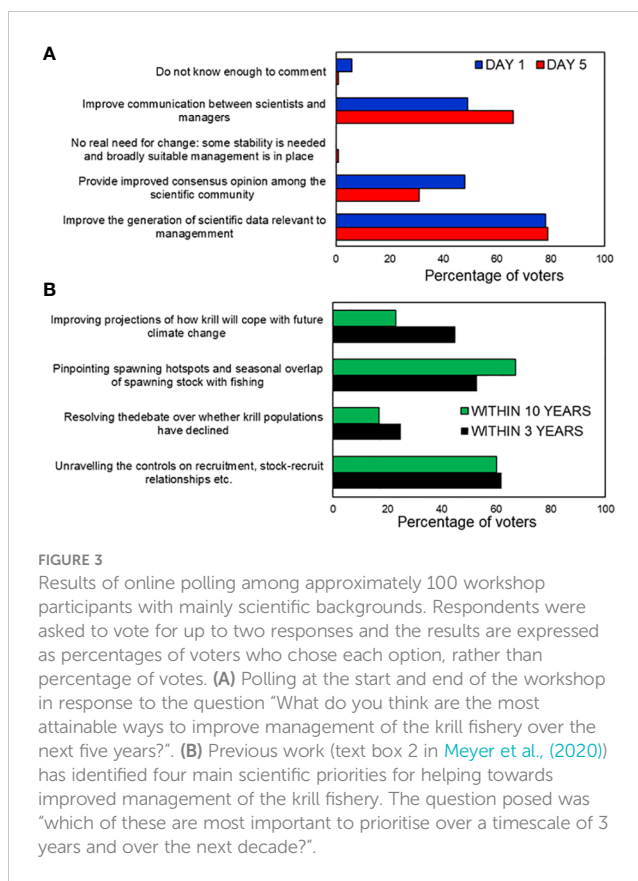 A
DAY 1 DAY 5
Do not know enough to comment
Improve communication between scientists and
managers
No real need for change: some stability is needed
and broadly suitable management is in place
Provide improved consensus opinion among the
scientific community
Improve the generation of scientific data relevant to
managemment
0 20 40 60 80 100
Percentage of voters
B
Improving projections of how krill will cope with future
climate change
Pinpointing spawning hotspots and seasonal overlap
of spawning stock with fishing
WITHIN 10 YEARS
Resolving thedebate over whether krill populations
have declined
WITHIN 3 YEARS
Unravelling the controls on recruitment, stock-recruit
relationships etc.
0 20 40 60 80 100
Percentage of voters
FIGURE 3
Results of online polling among approximately 100 workshop
participants with mainly scientific backgrounds. Respondents were
asked to vote for up to two responses and the results are expressed
as percentages of voters who chose each option, rather than
percentage of votes. (A) Polling at the start and end of the workshop
in response to the question “What do you think are the most
attainable ways to improve management of the krill fishery over the
next five years?”. (B) Previous work (text box 2 in Meyer et al., (2020))
has identified four main scientific priorities for helping towards
improved management of the krill fishery. The question posed was
“which of these are most important to prioritise over a timescale of 3
years and over the next decade?”.